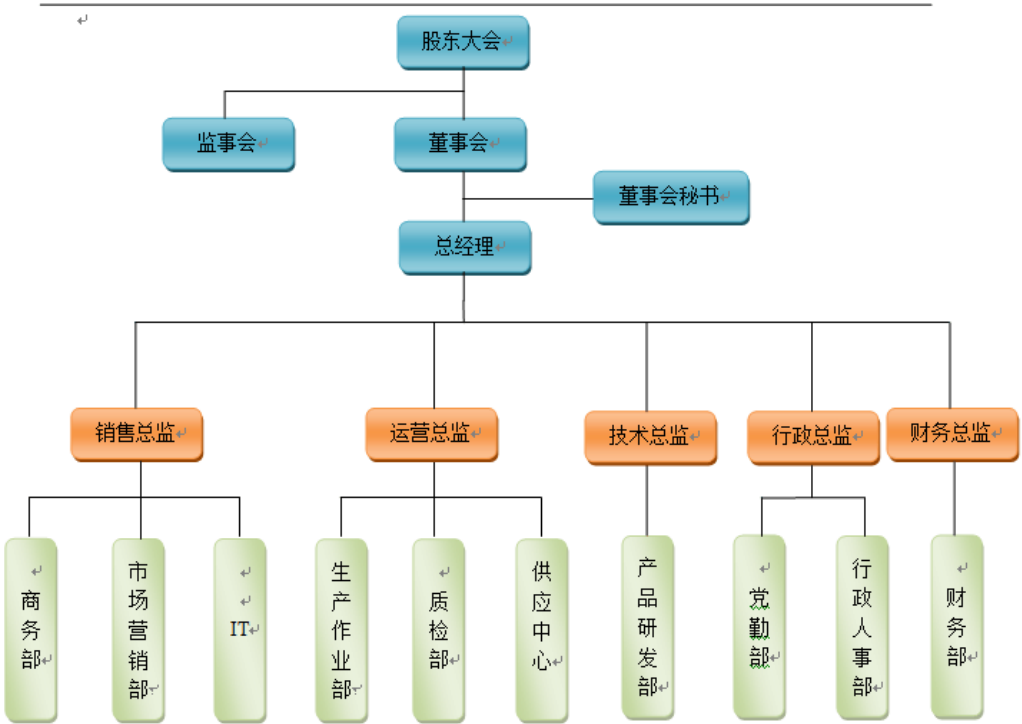 股东大会
监事会
董事会
董事会秘书
总经理
销售总监
运营总监
技术总监
行政总监
财务总监
商务部
市场营销部
IT
生产作业部
质检部
供应中心
产品研发部
党勤部
行政人事部
财务部